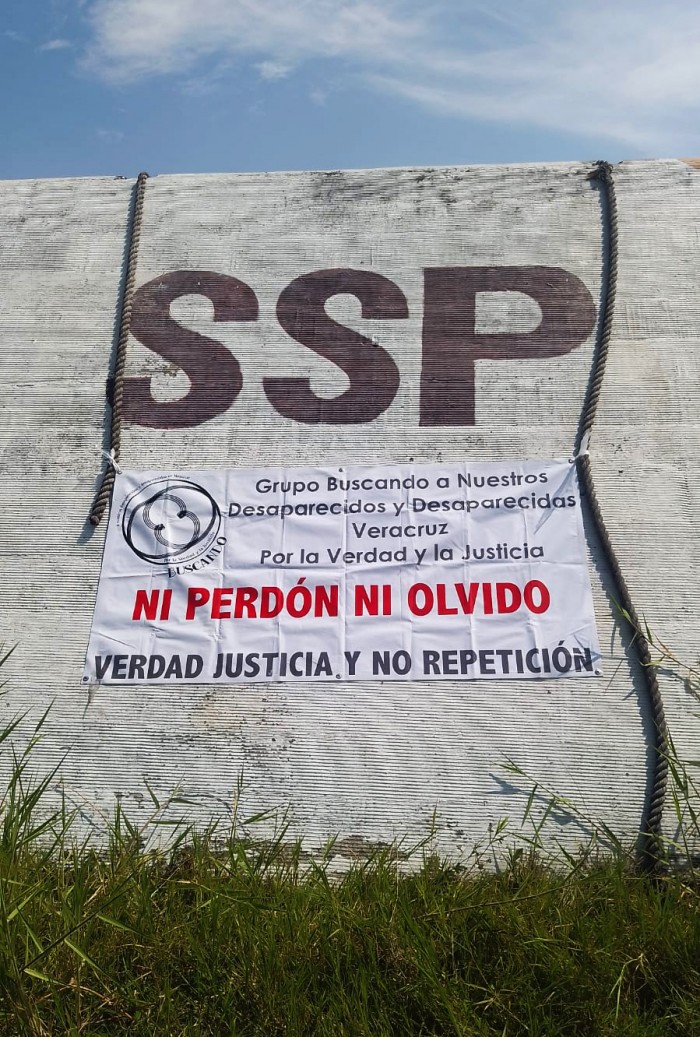 SSP
Grupo Buscando a Nuestros
Desaparecidos y Desaparecidas
Veracruz
Por la Verdad y la Justicia
BUSCANDO
NI PERDÓN NI OLVIDO
VERDAD JUSTICIA Y NO REPETICIÓN